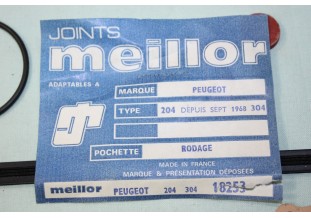 JOINTS
meillor
ADAPTABLES A
MARQUE PEUGEOT
TYPE 204 DEPUIS SEPT 1968 304
POCHETTE RODAGE
MADE IN FRANCE
MARQUE & PRÉSENTATION DÉPOSÉES
meillor PEUGEOT 204 304 18253